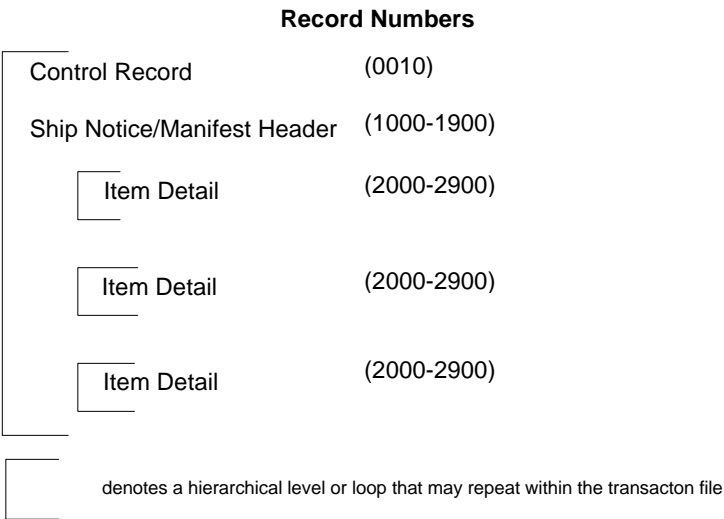 Record Numbers
Control Record (0010)
Ship Notice/Manifest Header (1000-1900)
Item Detail (2000-2900)
Item Detail (2000-2900)
Item Detail (2000-2900)
denotes a hierarchical level or loop that may repeat within the transacton file